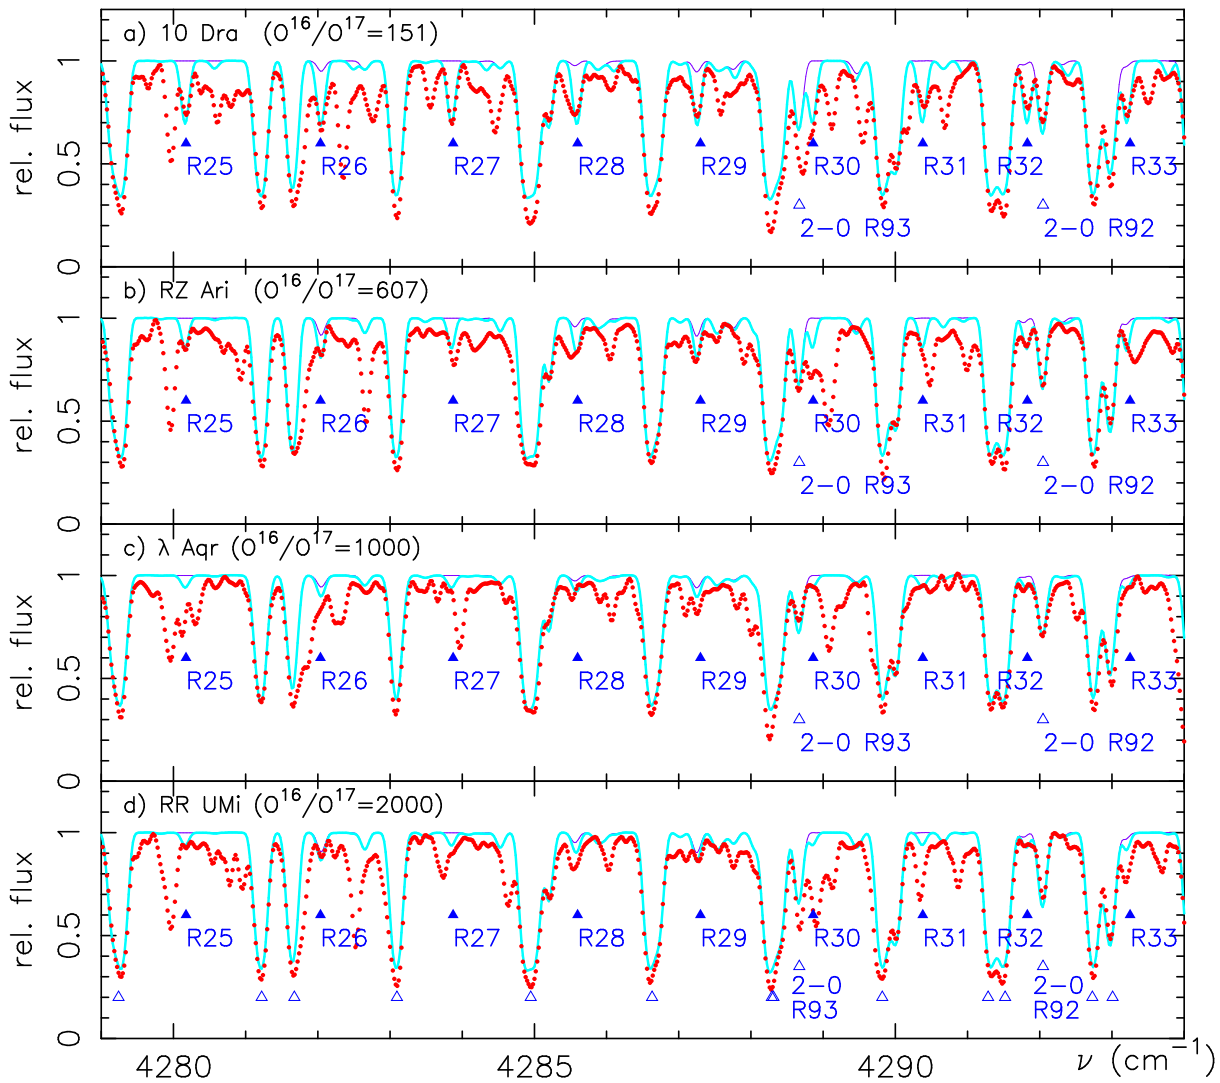 a) 10 Dra (O¹⁶/O¹⁷=151)
1
0.5
0
rel. flux
R25 R26 R27 R28 R29 R30 R31 R32 R33
2−0 R93 2−0 R92
b) RZ Ari (O¹⁶/O¹⁷=607)
1
0.5
0
rel. flux
R25 R26 R27 R28 R29 R30 R31 R32 R33
2−0 R93 2−0 R92
c) λ Aqr (O¹⁶/O¹⁷=1000)
1
0.5
0
rel. flux
R25 R26 R27 R28 R29 R30 R31 R32 R33
2−0 R93 2−0 R92
d) RR UMi (O¹⁶/O¹⁷=2000)
1
0.5
0
rel. flux
R25 R26 R27 R28 R29 R30 R31 R32 R33
2−0 2−0
R93 R92
4280 4285 4290 ν (cm⁻¹)